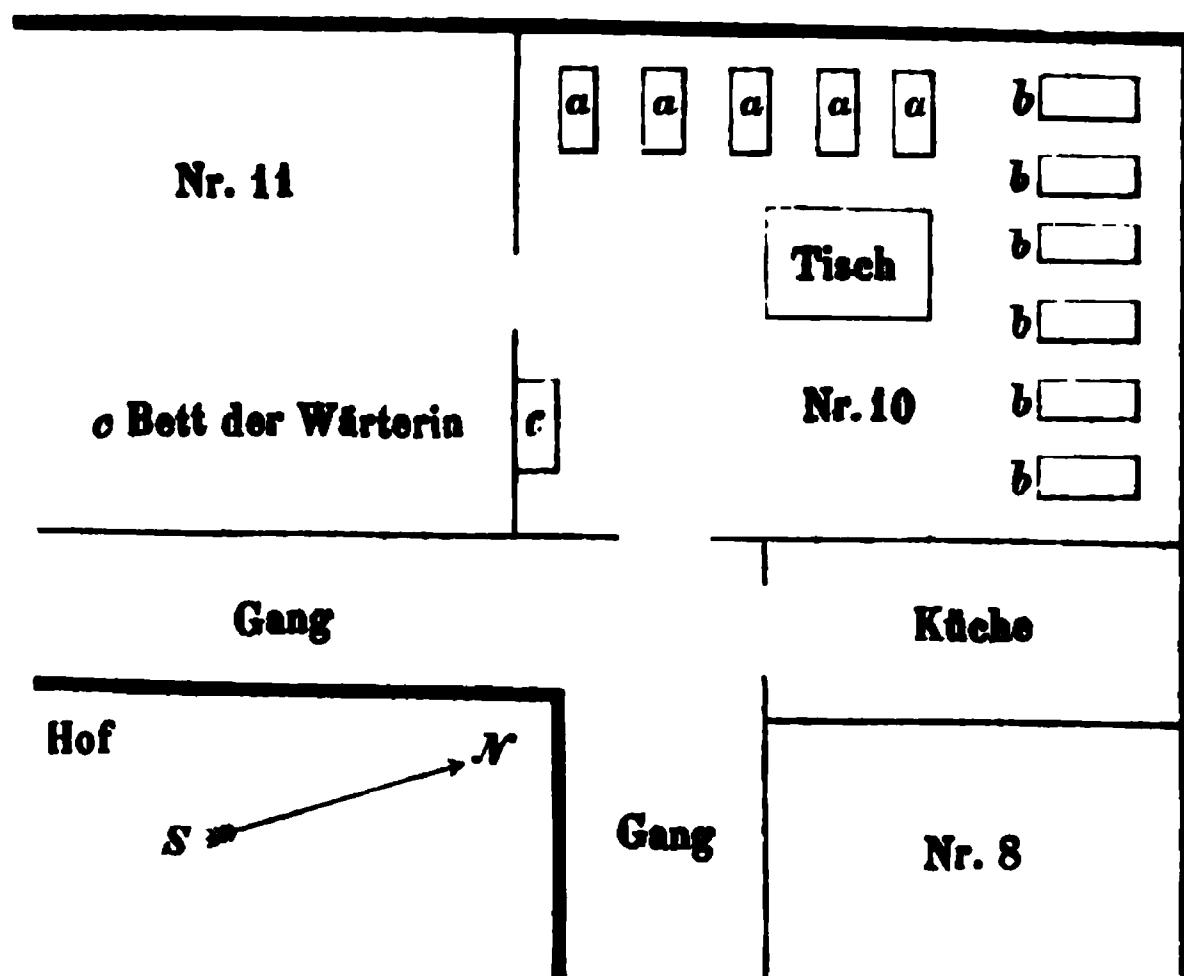 a a a a a b
Nr. 11
b
b
Tisch
b
c Bett der Wärterin
c
Nr. 10
b
b
Gang
Küche
Hof
N
S
Gang
Nr. 8